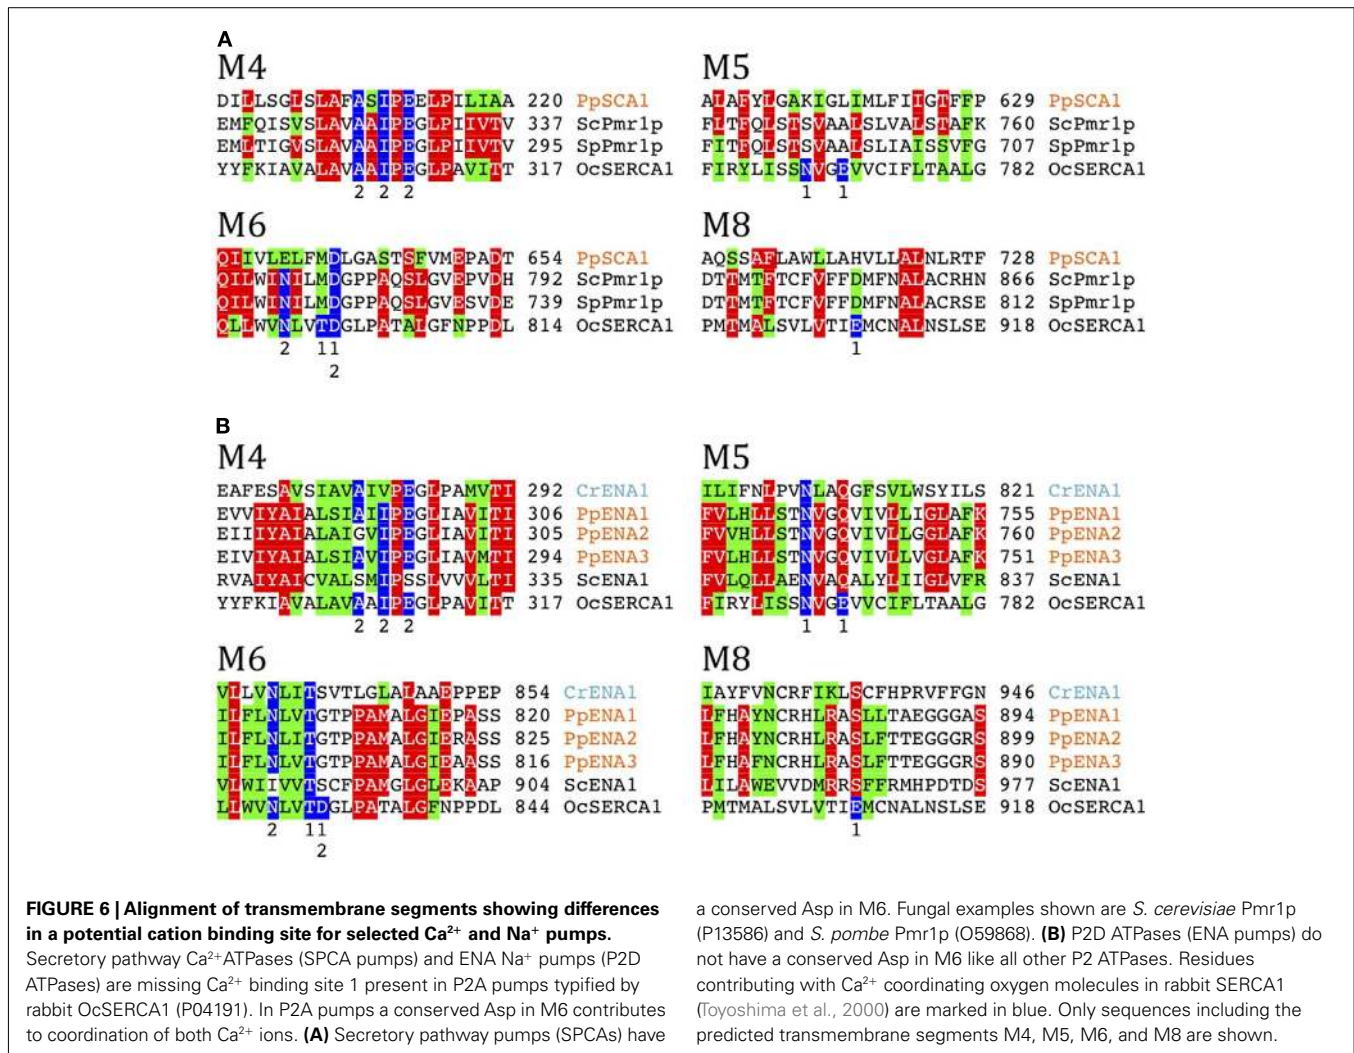 A
M4
DILLSGLSLAFASIPEELPILIAA 220 PpSCA1
EMFQISVSLAVAAIPEGLPIIVTV 337 ScPmr1p
EMLTIGVSLAVAAIPEGLPIIVTV 295 SpPmr1p
YYFKIAVALAVAAIPEGLPAVITT 317 OcSERCA1
2 2 2
M5
ALAFYLGAKIGLIMLFIIGTFFP 629 PpSCA1
FLTFQLSTSVAALSLVALSTAFK 760 ScPmr1p
FITFQLSTSVAALSLIAISSVFG 707 SpPmr1p
FIRYLISSNVGEVVCIFLTAALG 782 OcSERCA1
1 1
M6
QIIVLELFMDLGASTSFVMEPADT 654 PpSCA1
QILWINILMDGPPAQSLGVEPVDH 792 ScPmr1p
QILWINILMDGPPAQSLGVESVDE 739 SpPmr1p
QLLWVNLVTDGLPATALGFNPPDL 814 OcSERCA1
2 11
2
M8
AQSSAFLAWLLAHVLLALNLRTF 728 PpSCA1
DTTMTFTCFVFFDMFNALACRHN 866 ScPmr1p
DTTMTFTCFVFFDMFNALACRSE 812 SpPmr1p
PMTMALSVLVTIEMCNALNSLSE 918 OcSERCA1
1
B
M4
EAFESAVSIAVAIVPEGLPAMVTI 292 CrENA1
EVVIYAIALSIAIIPEGLIAVITI 306 PpENA1
EIIIYAIALAIGVIPEGLIAVITI 305 PpENA2
EIVIYAIALSIAVIPEGLIAVMTI 294 PpENA3
RVAIYAICVALSMIPSSLVVVLTI 335 ScENA1
YYFKIAVALAVAAIPEGLPAVITT 317 OcSERCA1
2 2 2
M5
ILIFNLPVNLAQGFSVLWSYILS 821 CrENA1
FVLHLLSTNVGQVIVLLIGLAFK 755 PpENA1
FVVHLLSTNVGQVIVLLGGLAFK 760 PpENA2
FVLHLLSTNVGQVIVLLVGLAFK 751 PpENA3
FVLQLLAENVAQALYLIIGLVFR 837 ScENA1
FIRYLISSNVGEVVCIFLTAALG 782 OcSERCA1
1 1
M6
VLLVNLITSVTLGLALAAEPPEP 854 CrENA1
ILFLNLVTGTPPAMALGIEPASS 820 PpENA1
ILFLNLITGTPPAMALGIERASS 825 PpENA2
ILFLNLVTGTPPAMALGIEAASS 816 PpENA3
VLWIIVVTSCFPAMGLGLEKAAP 904 ScENA1
LLWVNLVTDGLPATALGFNPPDL 844 OcSERCA1
2 11
2
M8
IAYFVNCRFIKLSCFHPRVFFGN 946 CrENA1
LFHAYNCRHLRASLLTAEGGGAS 894 PpENA1
LFHAYNCRHLRASLFTTEGGGRS 899 PpENA2
LFHAFNCRHLRASLFTTEGGGRS 890 PpENA3
LILAWEVVDMRRSFFRMHPDTDS 977 ScENA1
PMTMALSVLVTIEMCNALNSLSE 918 OcSERCA1
1
FIGURE 6 | Alignment of transmembrane segments showing differences
in a potential cation binding site for selected Ca²⁺ and Na⁺ pumps.
Secretory pathway Ca²⁺ATPases (SPCA pumps) and ENA Na⁺ pumps (P2D
ATPases) are missing Ca²⁺ binding site 1 present in P2A pumps typified by
rabbit OcSERCA1 (P04191). In P2A pumps a conserved Asp in M6 contributes
to coordination of both Ca²⁺ ions. (A) Secretory pathway pumps (SPCAs) have
a conserved Asp in M6. Fungal examples shown are S. cerevisiae Pmr1p
(P13586) and S. pombe Pmr1p (O59868). (B) P2D ATPases (ENA pumps) do
not have a conserved Asp in M6 like all other P2 ATPases. Residues
contributing with Ca²⁺ coordinating oxygen molecules in rabbit SERCA1
(Toyoshima et al., 2000) are marked in blue. Only sequences including the
predicted transmembrane segments M4, M5, M6, and M8 are shown.